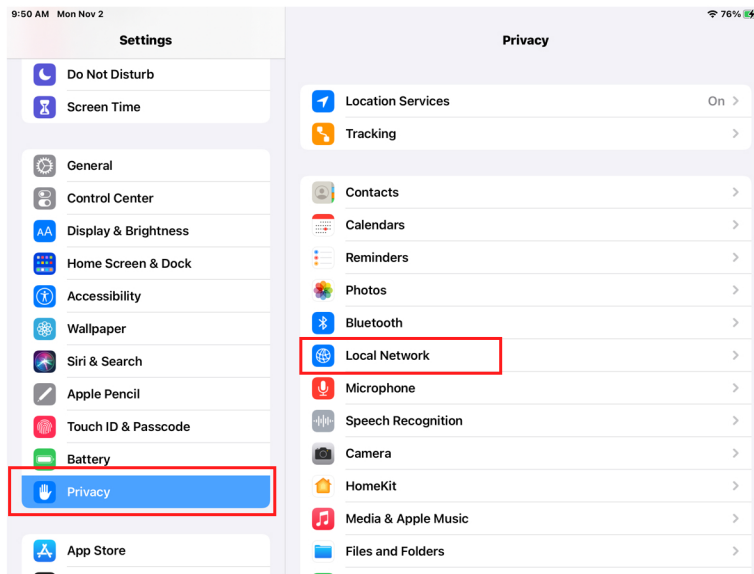 9:50 AM Mon Nov 2
76%
Settings
Do Not Disturb
Screen Time
General
Control Center
AA
Display & Brightness
Home Screen & Dock
Accessibility
Wallpaper
Siri & Search
Apple Pencil
Touch ID & Passcode
Battery
Privacy
App Store
Privacy
Location Services On
Tracking
Contacts
Calendars
Reminders
Photos
Bluetooth
Local Network
Microphone
Speech Recognition
Camera
HomeKit
Media & Apple Music
Files and Folders